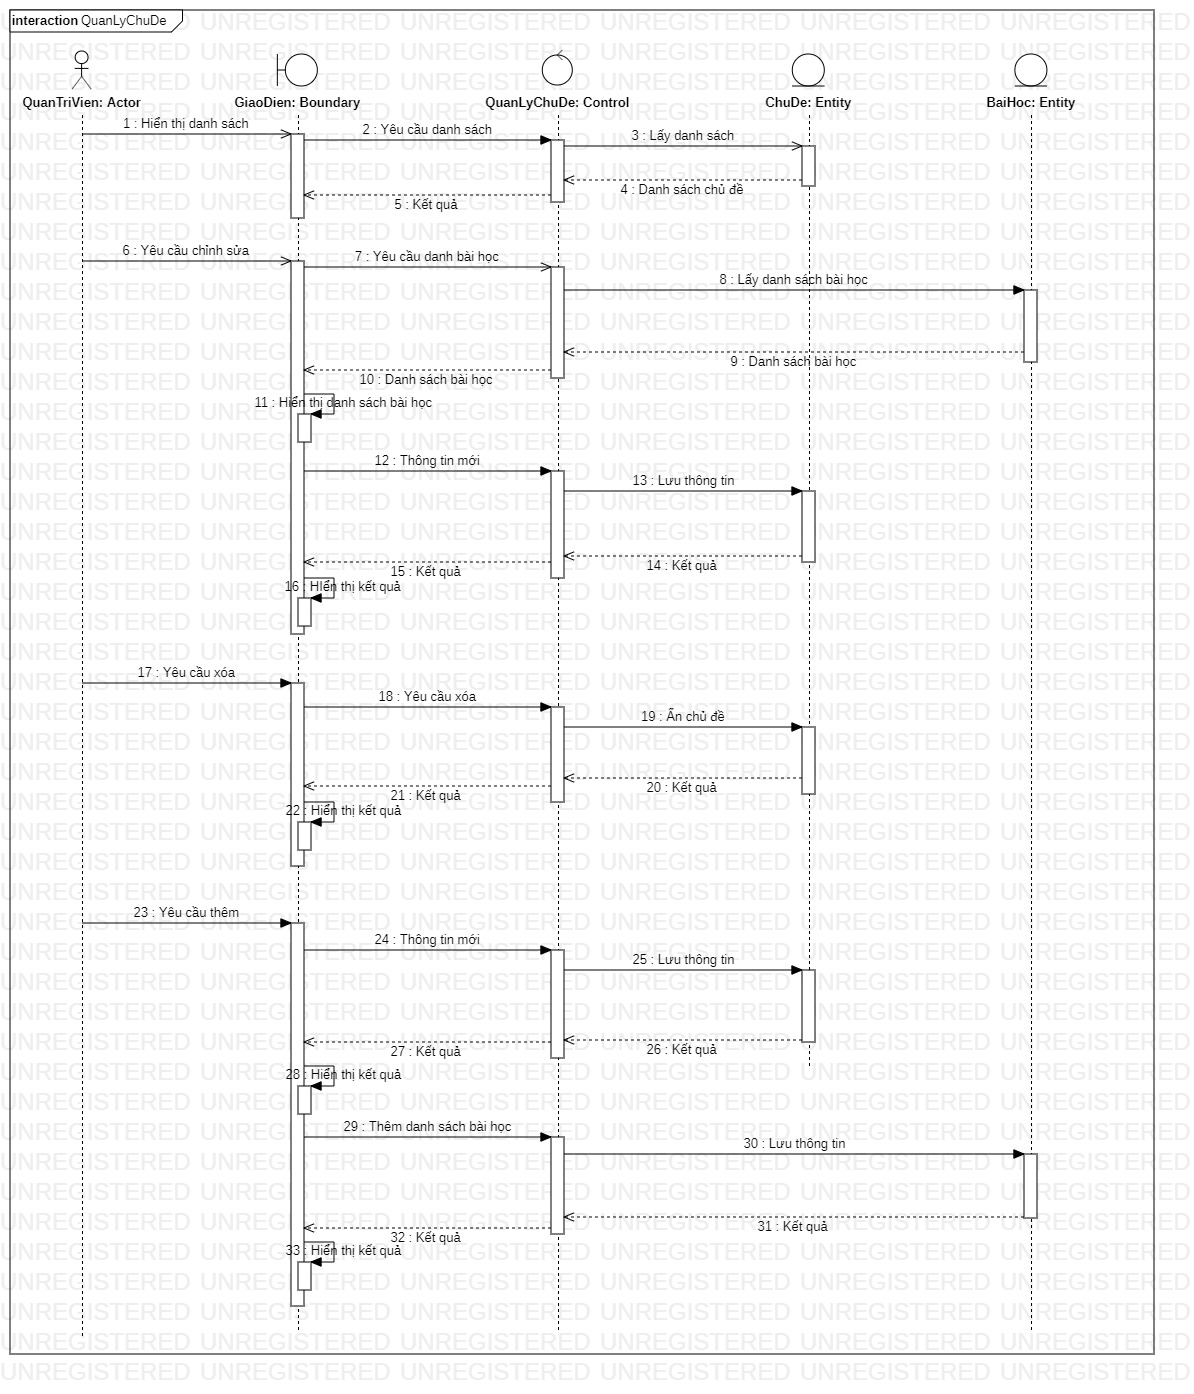 interaction QuanLyChuDe
QuanTriVien: Actor
GiaoDien: Boundary
QuanLyChuDe: Control
ChuDe: Entity
BaiHoc: Entity
1 : Hiển thị danh sách
2 : Yêu cầu danh sách
3 : Lấy danh sách
4 : Danh sách chủ đề
5 : Kết quả
6 : Yêu cầu chỉnh sửa
7 : Yêu cầu danh bài học
8 : Lấy danh sách bài học
9 : Danh sách bài học
10 : Danh sách bài học
11 : Hiển thị danh sách bài học
12 : Thông tin mới
13 : Lưu thông tin
14 : Kết quả
15 : Kết quả
16 : HIển thị kết quả
17 : Yêu cầu xóa
18 : Yêu cầu xóa
19 : Ẩn chủ đề
20 : Kết quả
21 : Kết quả
22 : Hiển thị kết quả
23 : Yêu cầu thêm
24 : Thông tin mới
25 : Lưu thông tin
26 : Kết quả
27 : Kết quả
28 : Hiển thị kết quả
29 : Thêm danh sách bài học
30 : Lưu thông tin
31 : Kết quả
32 : Kết quả
33 : Hiển thị kết quả
UNREGISTERED